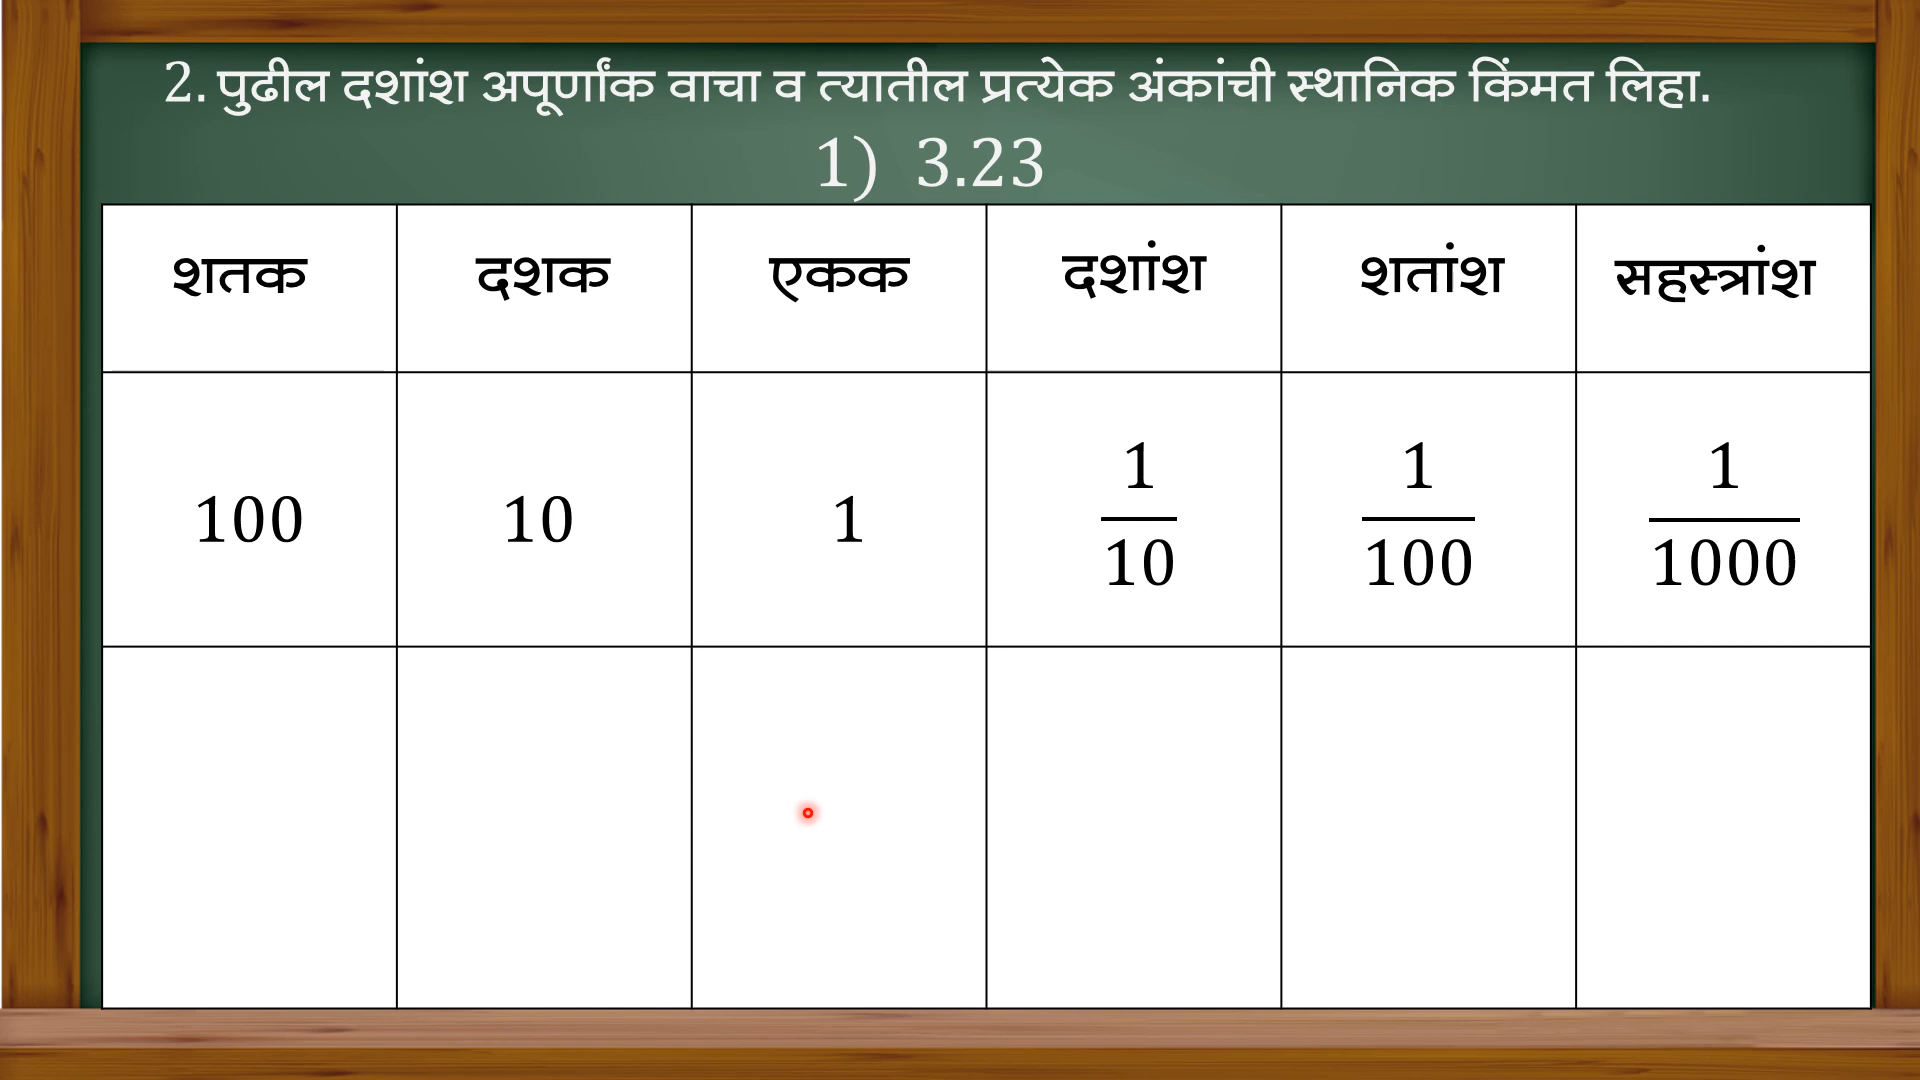 2. पुढील दशांश अपूर्णांक वाचा व त्यातील प्रत्येक अंकांची स्थानिक किंमत लिहा.
1) 3.23
शतक दशक एकक दशांश शतांश सहस्त्रांश
100 10 1 1/10 1/100 1/1000